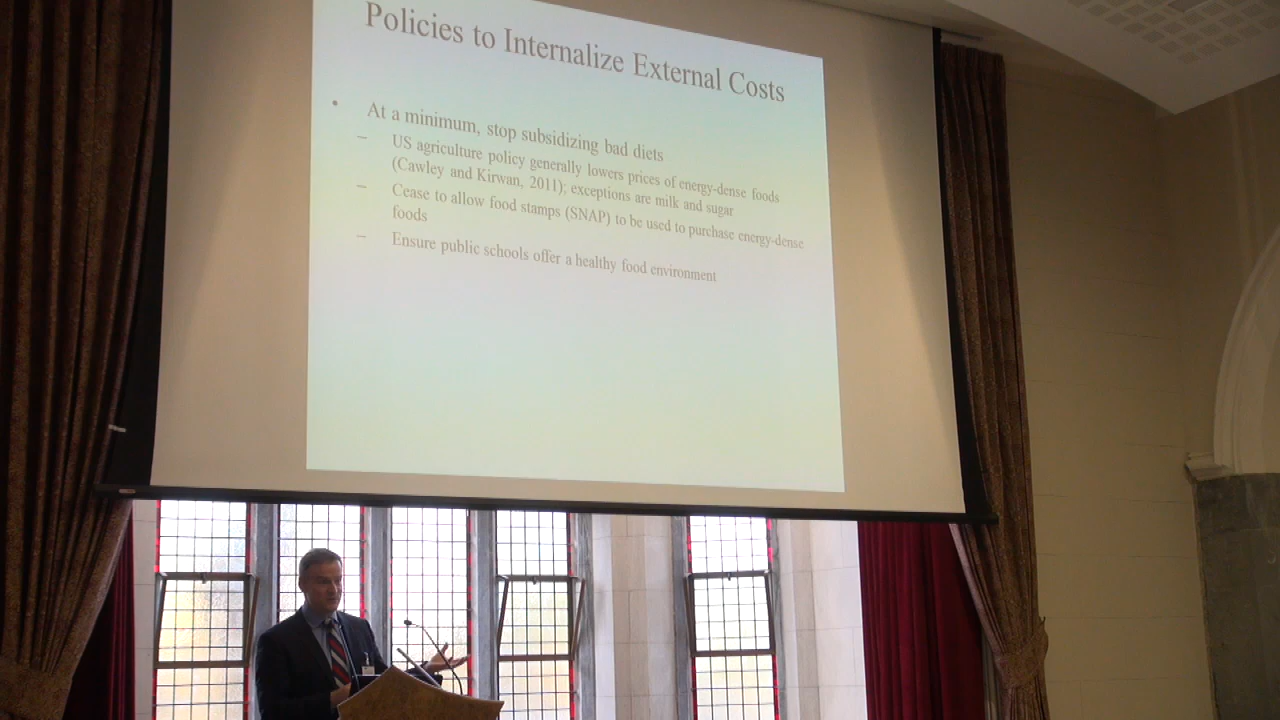 Policies to Internalize External Costs
• At a minimum, stop subsidizing bad diets
– US agriculture policy generally lowers prices of energy-dense foods
(Cawley and Kirwan, 2011); exceptions are milk and sugar
– Cease to allow food stamps (SNAP) to be used to purchase energy-dense
foods
– Ensure public schools offer a healthy food environment